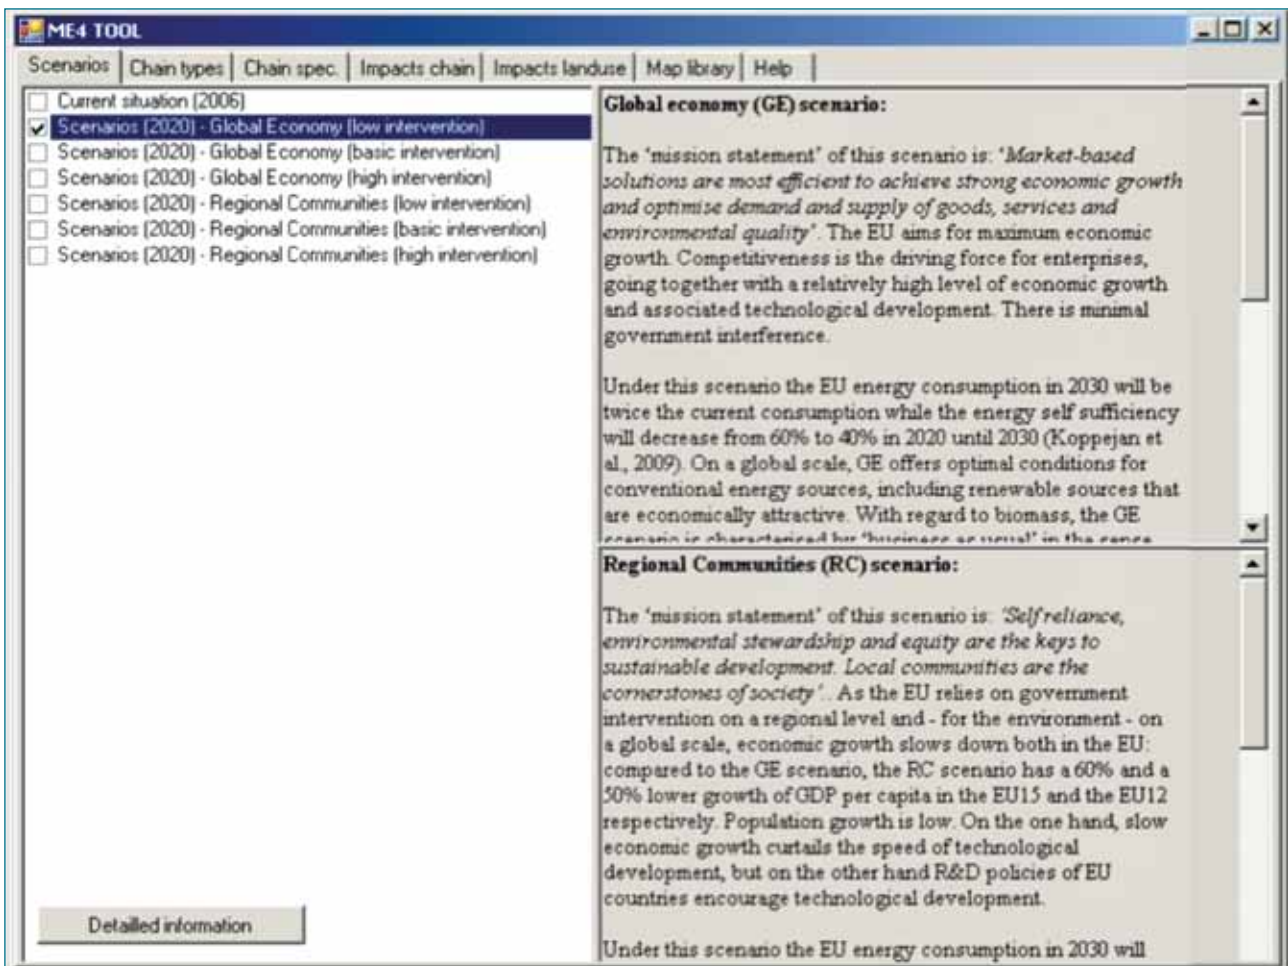 ME4 TOOL
Scenarios Chain types Chain spec. Impacts chain Impacts landuse Map library Help
Current situation (2006)
Scenarios (2020) - Global Economy (low intervention)
Scenarios (2020) - Global Economy (basic intervention)
Scenarios (2020) - Global Economy (high intervention)
Scenarios (2020) - Regional Communities (low intervention)
Scenarios (2020) - Regional Communities (basic intervention)
Scenarios (2020) - Regional Communities (high intervention)
Detailled information
Global economy (GE) scenario:
The 'mission statement' of this scenario is: 'Market-based
solutions are most efficient to achieve strong economic growth
and optimise demand and supply of goods, services and
environmental quality'. The EU aims for maximum economic
growth. Competitiveness is the driving force for enterprises,
going together with a relatively high level of economic growth
and associated technological development. There is minimal
government interference.
Under this scenario the EU energy consumption in 2030 will be
twice the current consumption while the energy self sufficiency
will decrease from 60% to 40% in 2020 until 2030 (Koppejan et
al., 2009). On a global scale, GE offers optimal conditions for
conventional energy sources, including renewable sources that
are economically attractive. With regard to biomass, the GE
scenario is characterised by 'business as usual' in the sense
Regional Communities (RC) scenario:
The 'mission statement' of this scenario is: 'Self reliance,
environmental stewardship and equity are the keys to
sustainable development. Local communities are the
cornerstones of society'.. As the EU relies on government
intervention on a regional level and - for the environment - on
a global scale, economic growth slows down both in the EU:
compared to the GE scenario, the RC scenario has a 60% and a
50% lower growth of GDP per capita in the EU15 and the EU12
respectively. Population growth is low. On the one hand, slow
economic growth curtails the speed of technological
development, but on the other hand R&D policies of EU
countries encourage technological development.
Under this scenario the EU energy consumption in 2030 will